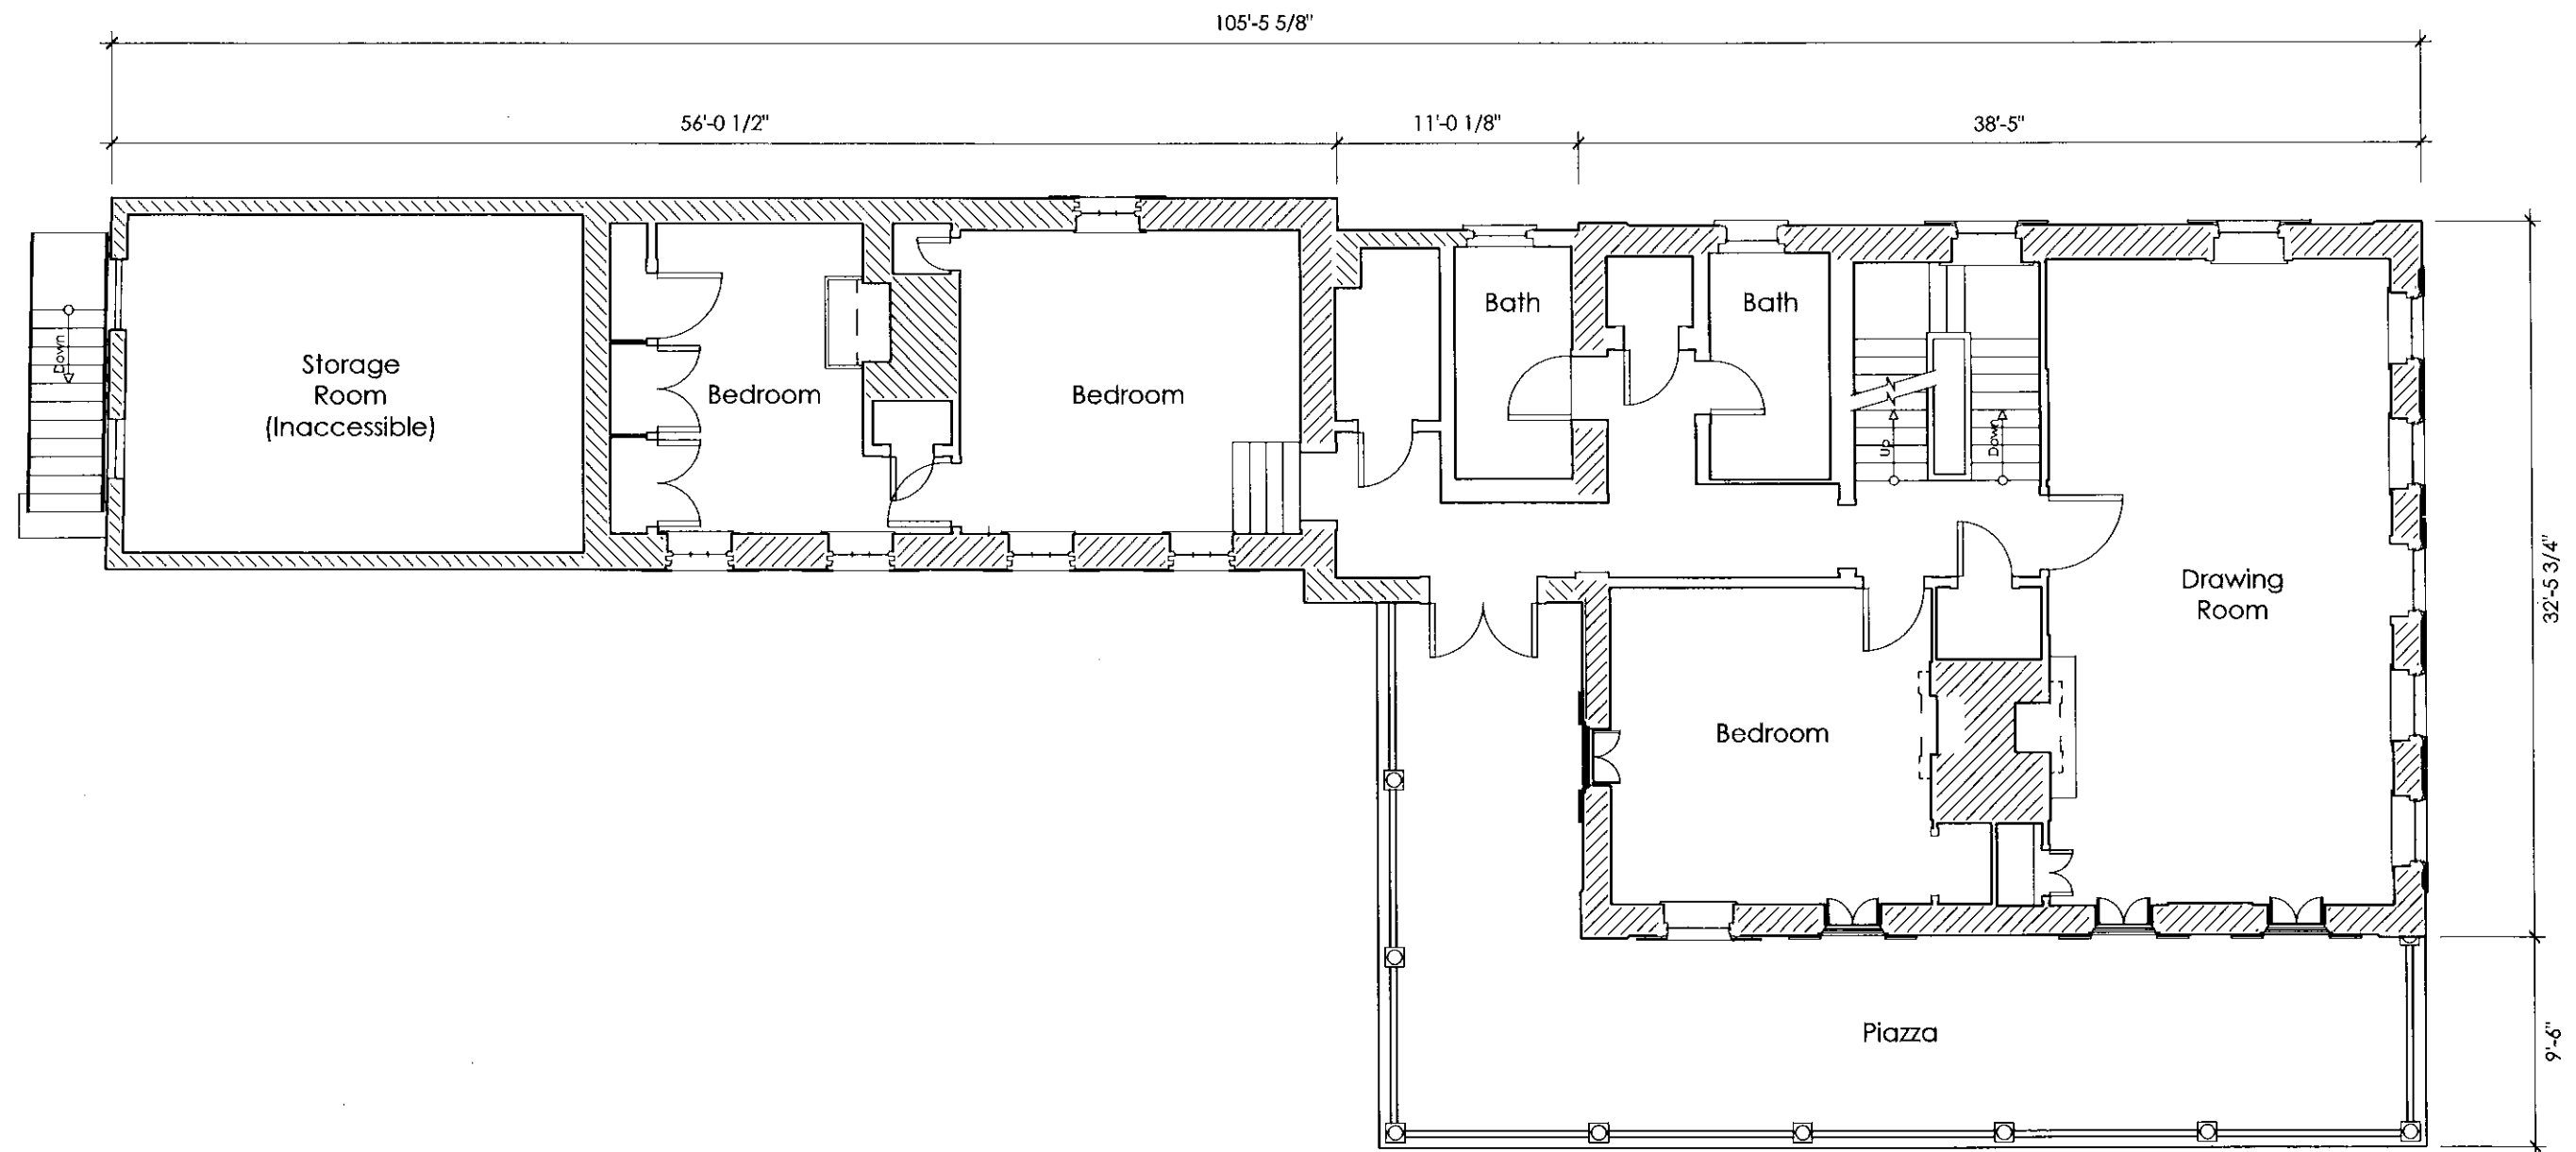 105'-5 5/8"
56'-0 1/2"
11'-0 1/8"
38'-5"
Bath
Bath
Down
Storage
Room
(Inaccessible)
Bedroom
Bedroom
UP
Down
Drawing
Room
32'-5 3/4"
Bedroom
Piazza
9'-6"